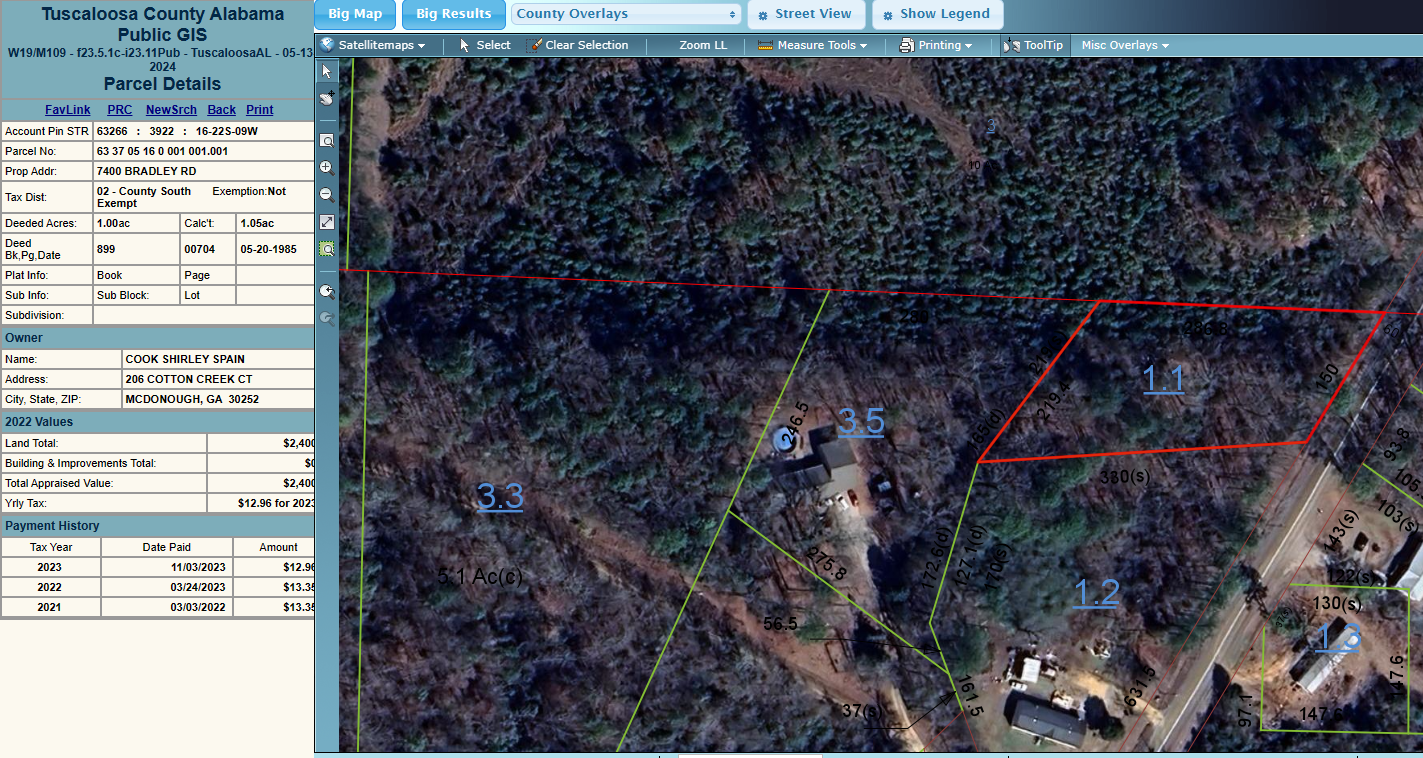 Tuscaloosa County Alabama
Public GIS
W19/M109 - f23.5.1c-i23.11Pub - TuscaloosaAL - 05-13
2024
Parcel Details
FavLink PRC NewSrch Back Print
Account Pin STR 63266 : 3922 : 16-22S-09W
Parcel No: 63 37 05 16 0 001 001.001
Prop Addr: 7400 BRADLEY RD
Tax Dist: 02 - County South Exemption:Not
Exempt
Deeded Acres: 1.00ac Calc't: 1.05ac
Deed
Bk,Pg,Date 899 00704 05-20-1985
Plat Info: Book Page
Sub Info: Sub Block: Lot
Subdivision:
Owner
Name: COOK SHIRLEY SPAIN
Address: 206 COTTON CREEK CT
City, State, ZIP: MCDONOUGH, GA 30252
2022 Values
Land Total: $2,400
Building & Improvements Total: $0
Total Appraised Value: $2,400
Yrly Tax: $12.96 for 2023
Payment History
Tax Year Date Paid Amount
2023 11/03/2023 $12.96
2022 03/24/2023 $13.35
2021 03/03/2022 $13.35
Big Map Big Results County Overlays Street View Show Legend
Satellitemaps Select Clear Selection Zoom LL Measure Tools Printing ToolTip Misc Overlays
3
10
1.1
150
219.4
246.5
3.5
93.8
330(s)
105
3.3
103(s)
143(s)
5.1 Ac(c)
275.8
172.6(d)
127.1(d)
170(s)
122(s)
1.2
130(s)
56.5
1.3
147.6
161.5
631.5
37(s)
97.1
147.6